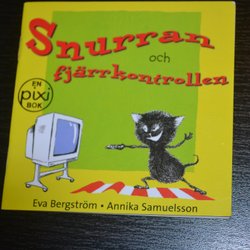 Snurran
och
fjärrkontrollen
EN
pixi
BOK
Eva Bergström • Annika Samuelsson